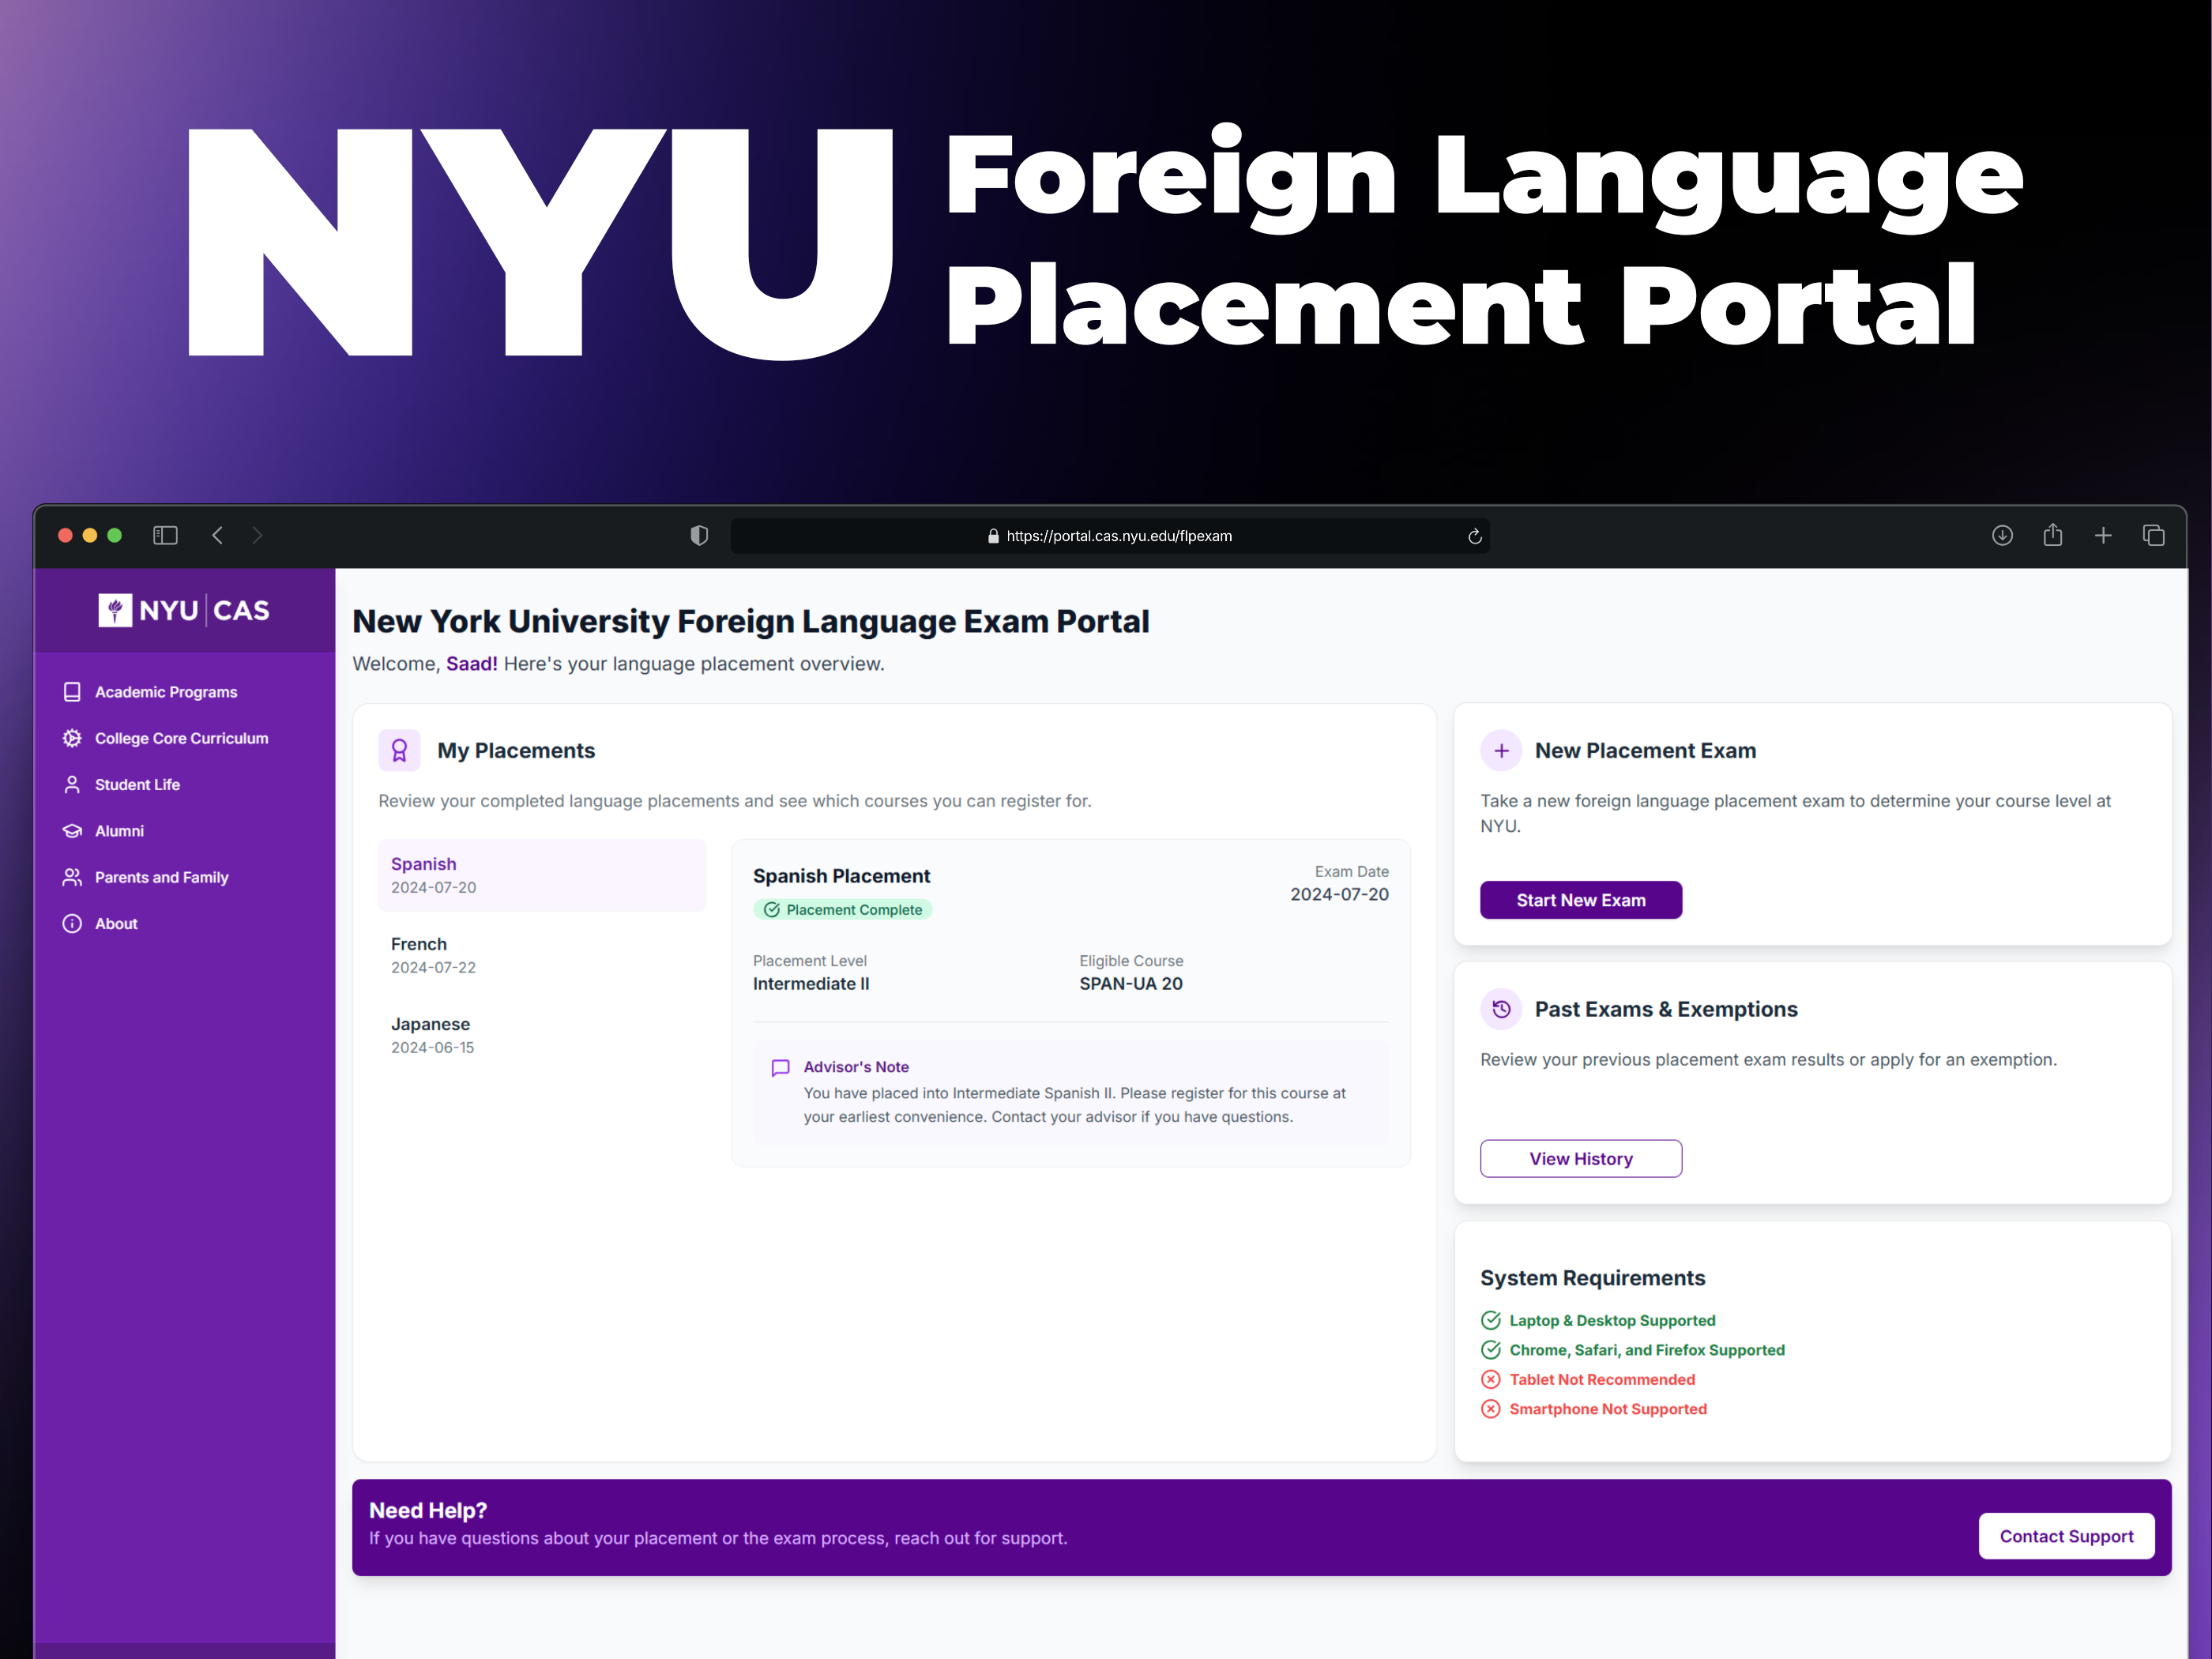 NYU
Foreign Language
Placement Portal
https://portal.cas.nyu.edu/flpexam
NYU CAS
Academic Programs
College Core Curriculum
Student Life
Alumni
Parents and Family
About
New York University Foreign Language Exam Portal
Welcome, Saad! Here's your language placement overview.
My Placements
Review your completed language placements and see which courses you can register for.
Spanish
2024-07-20
French
2024-07-22
Japanese
2024-06-15
Spanish Placement
Placement Complete
Exam Date
2024-07-20
Placement Level
Intermediate II
Eligible Course
SPAN-UA 20
Advisor's Note
You have placed into Intermediate Spanish II. Please register for this course at
your earliest convenience. Contact your advisor if you have questions.
New Placement Exam
Take a new foreign language placement exam to determine your course level at
NYU.
Start New Exam
Past Exams & Exemptions
Review your previous placement exam results or apply for an exemption.
View History
System Requirements
Laptop & Desktop Supported
Chrome, Safari, and Firefox Supported
Tablet Not Recommended
Smartphone Not Supported
Need Help?
If you have questions about your placement or the exam process, reach out for support.
Contact Support